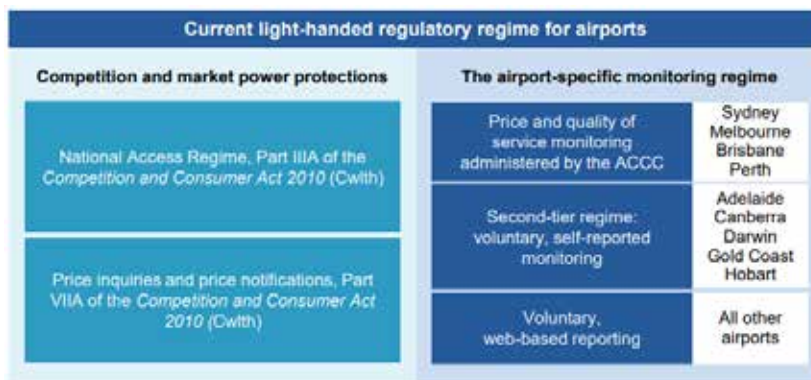 Current light-handed regulatory regime for airports
Competition and market power protections
National Access Regime, Part IIIA of the
Competition and Consumer Act 2010 (Cwlth)
Price inquiries and price notifications, Part
VIIA of the Competition and Consumer Act
2010 (Cwlth)
The airport-specific monitoring regime
Price and quality of
service monitoring
administered by the ACCC
Sydney
Melbourne
Brisbane
Perth
Second-tier regime:
voluntary, self-reported
monitoring
Adelaide
Canberra
Darwin
Gold Coast
Hobart
Voluntary,
web-based reporting
All other
airports